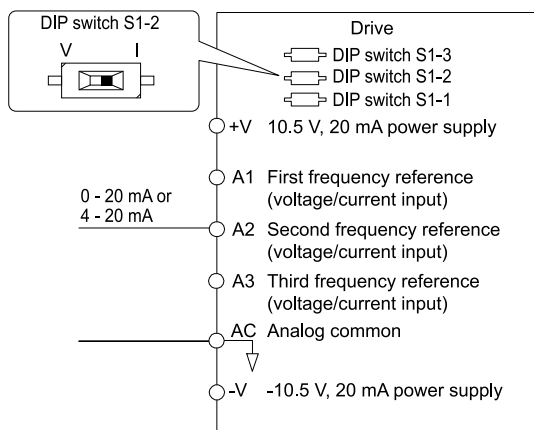 DIP switch S1-2
V I
Drive
DIP switch S1-3
DIP switch S1-2
DIP switch S1-1
+V 10.5 V, 20 mA power supply
A1 First frequency reference
(voltage/current input)
0 - 20 mA or
4 - 20 mA
A2 Second frequency reference
(voltage/current input)
A3 Third frequency reference
(voltage/current input)
AC Analog common
-V -10.5 V, 20 mA power supply